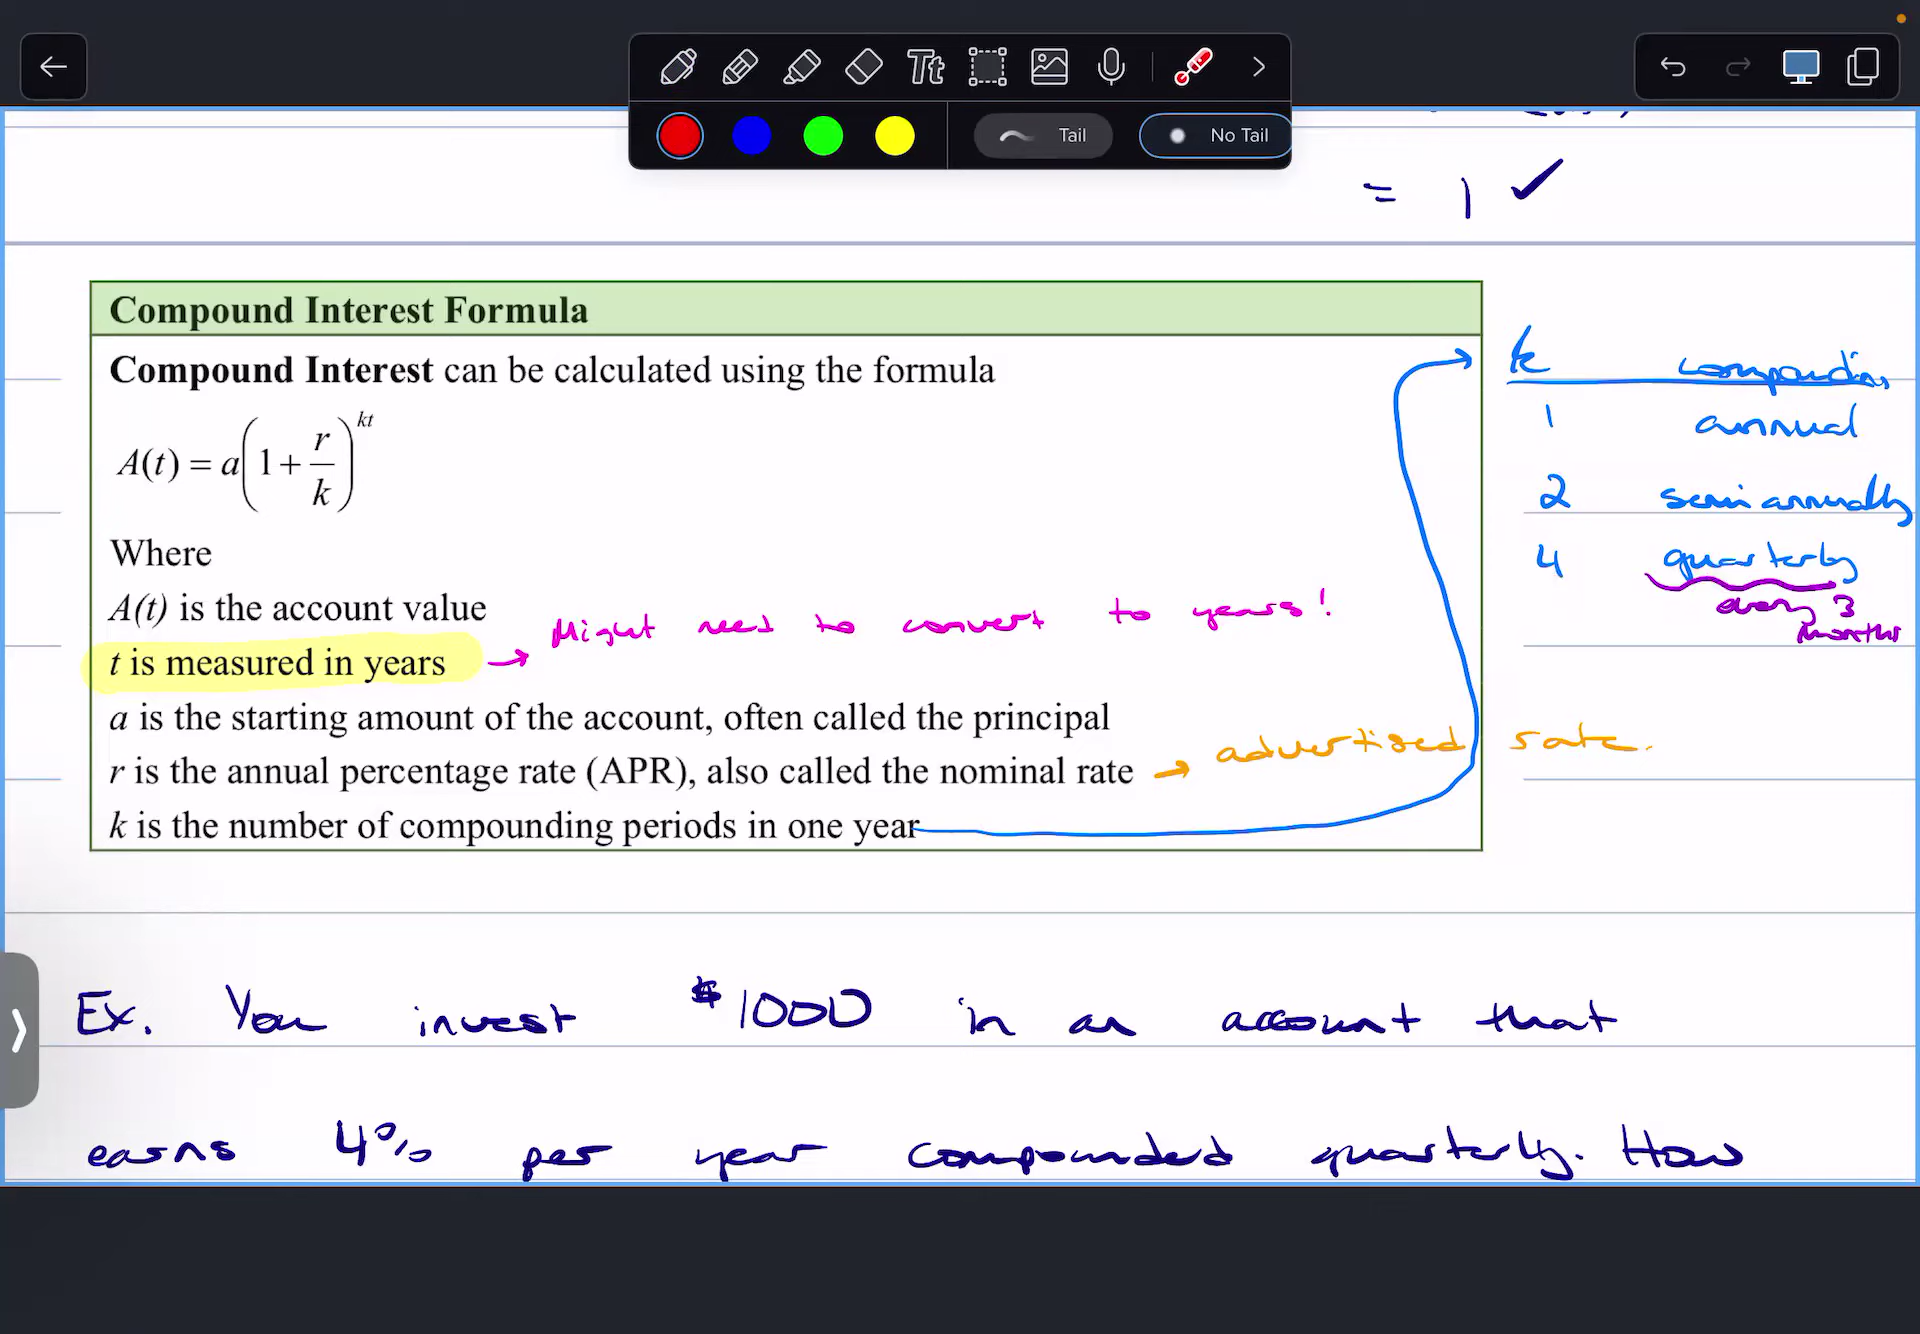 Tt
Tail
No Tail
= 1 ✓
Compound Interest Formula
Compound Interest can be calculated using the formula
A(t) = a(1 + r/k)^kt
Where
A(t) is the account value
t is measured in years → Might need to convert to years!
a is the starting amount of the account, often called the principal
r is the annual percentage rate (APR), also called the nominal rate → advertised rate.
k is the number of compounding periods in one year
k compounding
1 annual
2 semiannually
4 quarterly
every 3
months
Ex. You invest $1000 in an account that
earns 4% per year compounded quarterly. How